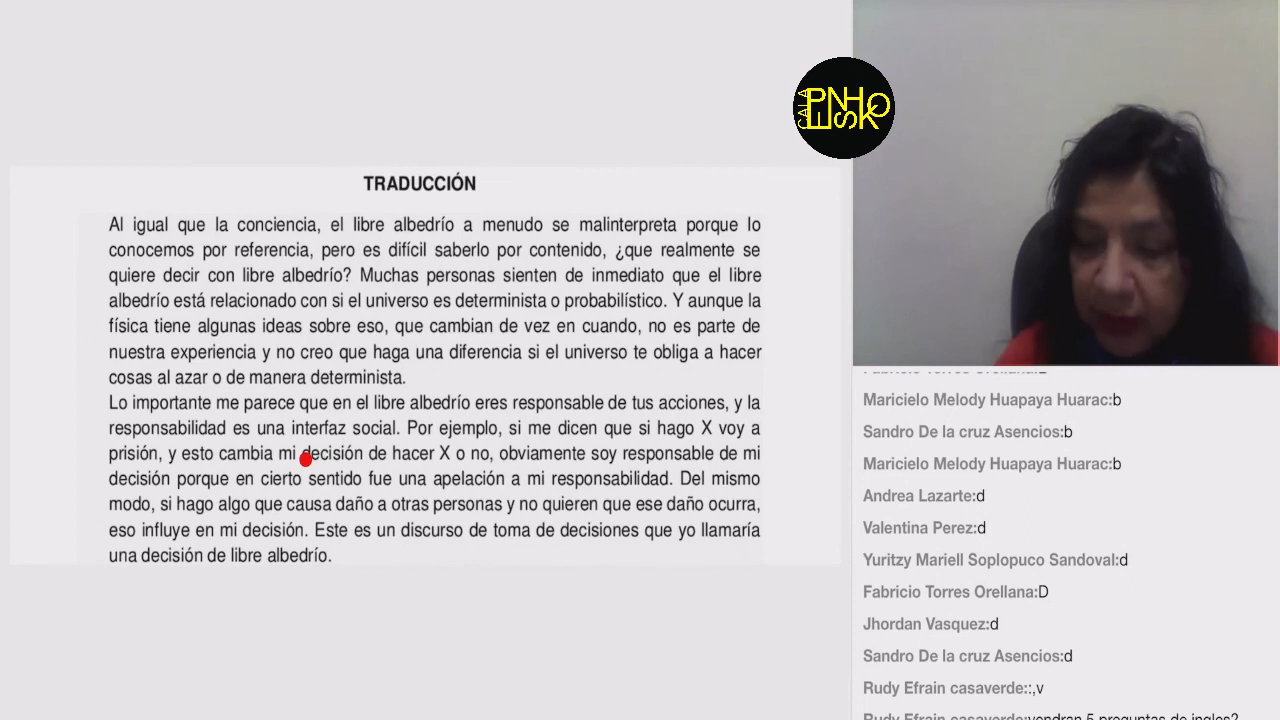 TRADUCCIÓN
Al igual que la conciencia, el libre albedrío a menudo se malinterpreta porque lo
conocemos por referencia, pero es difícil saberlo por contenido, ¿que realmente se
quiere decir con libre albedrío? Muchas personas sienten de inmediato que el libre
albedrío está relacionado con si el universo es determinista o probabilístico. Y aunque la
física tiene algunas ideas sobre eso, que cambian de vez en cuando, no es parte de
nuestra experiencia y no creo que haga una diferencia si el universo te obliga a hacer
cosas al azar o de manera determinista.
Lo importante me parece que en el libre albedrío eres responsable de tus acciones, y la
responsabilidad es una interfaz social. Por ejemplo, si me dicen que si hago X voy a
prisión, y esto cambia mi decisión de hacer X o no, obviamente soy responsable de mi
decisión porque en cierto sentido fue una apelación a mi responsabilidad. Del mismo
modo, si hago algo que causa daño a otras personas y no quieren que ese daño ocurra,
eso influye en mi decisión. Este es un discurso de toma de decisiones que yo llamaría
una decisión de libre albedrío.
Maricielo Melody Huapaya Huarac:b
Sandro De la cruz Asencios:b
Maricielo Melody Huapaya Huarac:b
Andrea Lazarte:d
Valentina Perez:d
Yuritzy Mariell Soplopuco Sandoval:d
Fabricio Torres Orellana:D
Jhordan Vasquez:d
Sandro De la cruz Asencios:d
Rudy Efrain casaverde::,v
Rudy Efrain casaverde:vendran 5 preguntas de ingles?